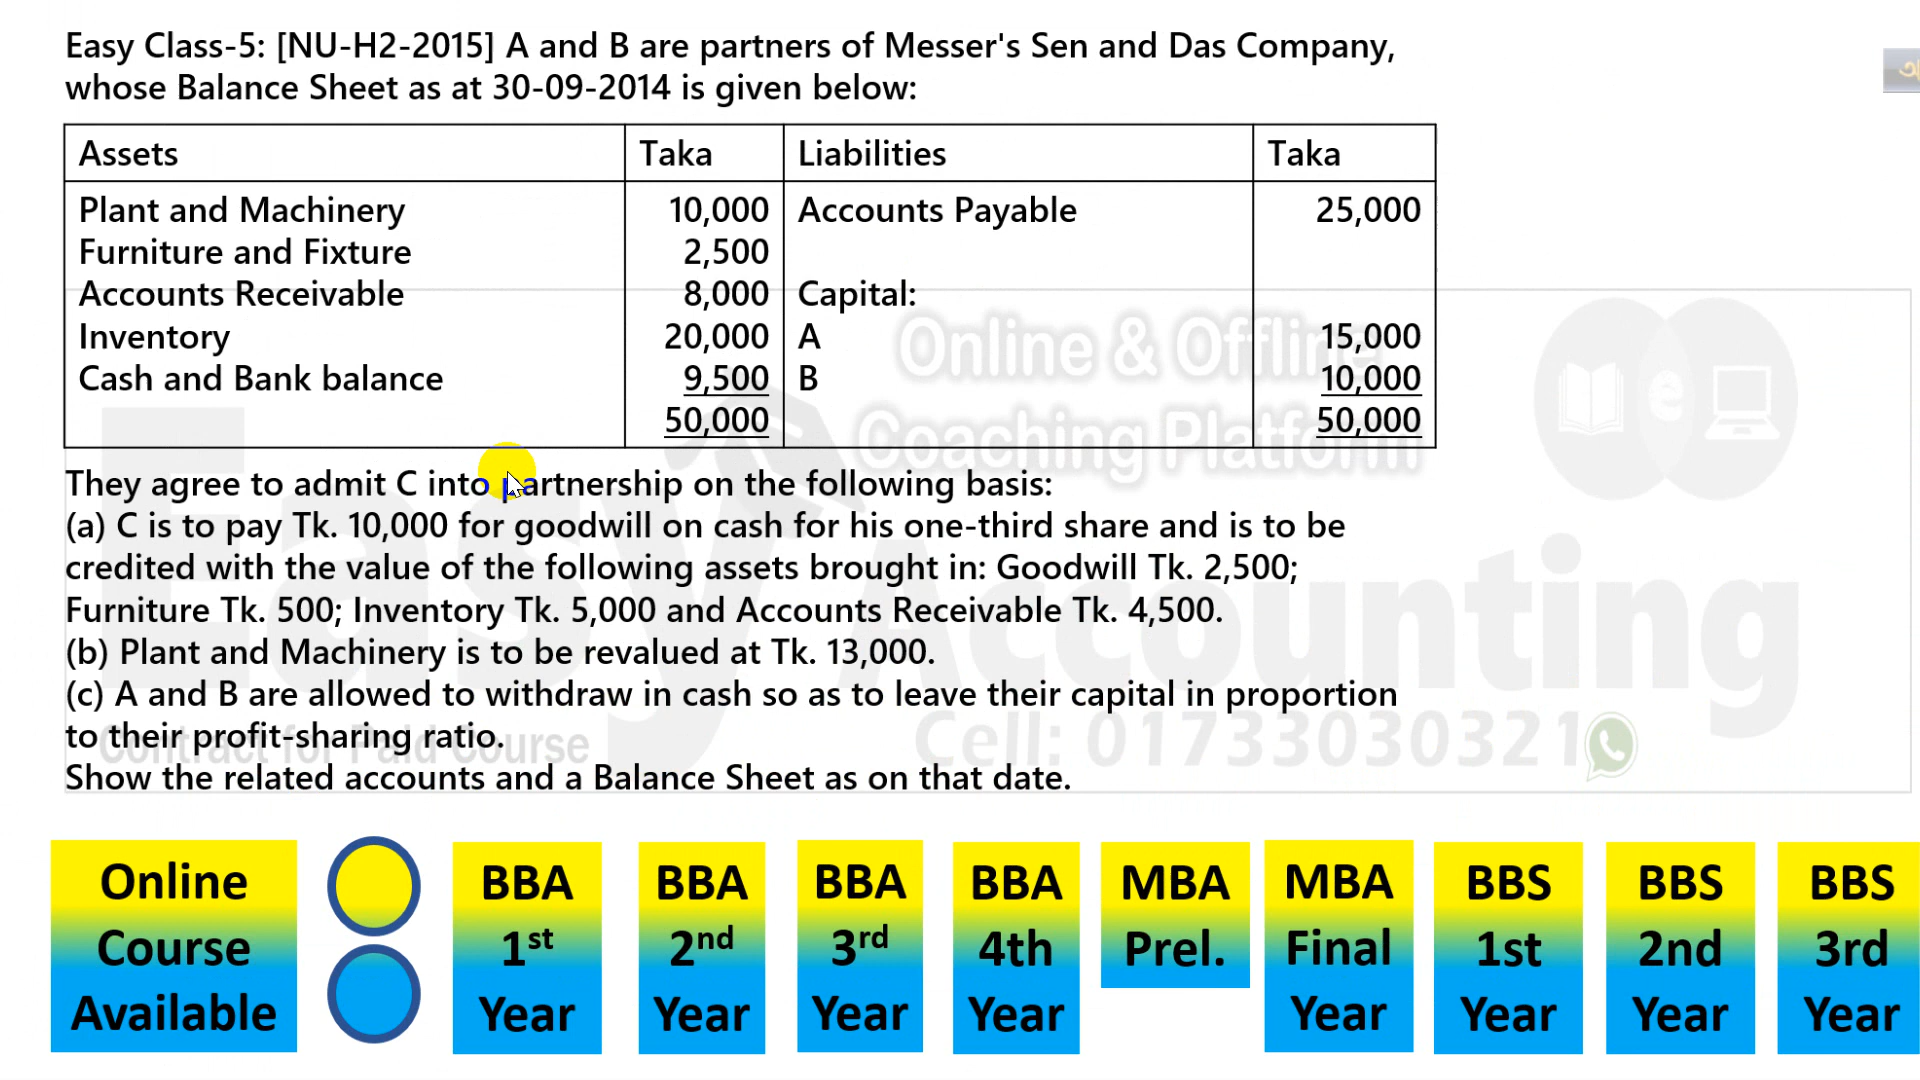 Easy Class-5: [NU-H2-2015] A and B are partners of Messer's Sen and Das Company,
whose Balance Sheet as at 30-09-2014 is given below:
Assets Taka Liabilities Taka
Plant and Machinery 10,000 Accounts Payable 25,000
Furniture and Fixture 2,500
Accounts Receivable 8,000 Capital:
Inventory 20,000 A 15,000
Cash and Bank balance 9,500 B 10,000
50,000 50,000
They agree to admit C into partnership on the following basis:
(a) C is to pay Tk. 10,000 for goodwill on cash for his one-third share and is to be
credited with the value of the following assets brought in: Goodwill Tk. 2,500;
Furniture Tk. 500; Inventory Tk. 5,000 and Accounts Receivable Tk. 4,500.
(b) Plant and Machinery is to be revalued at Tk. 13,000.
(c) A and B are allowed to withdraw in cash so as to leave their capital in proportion
to their profit-sharing ratio.
Show the related accounts and a Balance Sheet as on that date.
Online & Offline
Coaching Platform
e
Easy Accounting
Contract for Paid Course
Cell: 01733030321
Online
Course
Available
BBA
1st
Year
BBA
2nd
Year
BBA
3rd
Year
BBA
4th
Year
MBA
Prel.
MBA
Final
Year
BBS
1st
Year
BBS
2nd
Year
BBS
3rd
Year